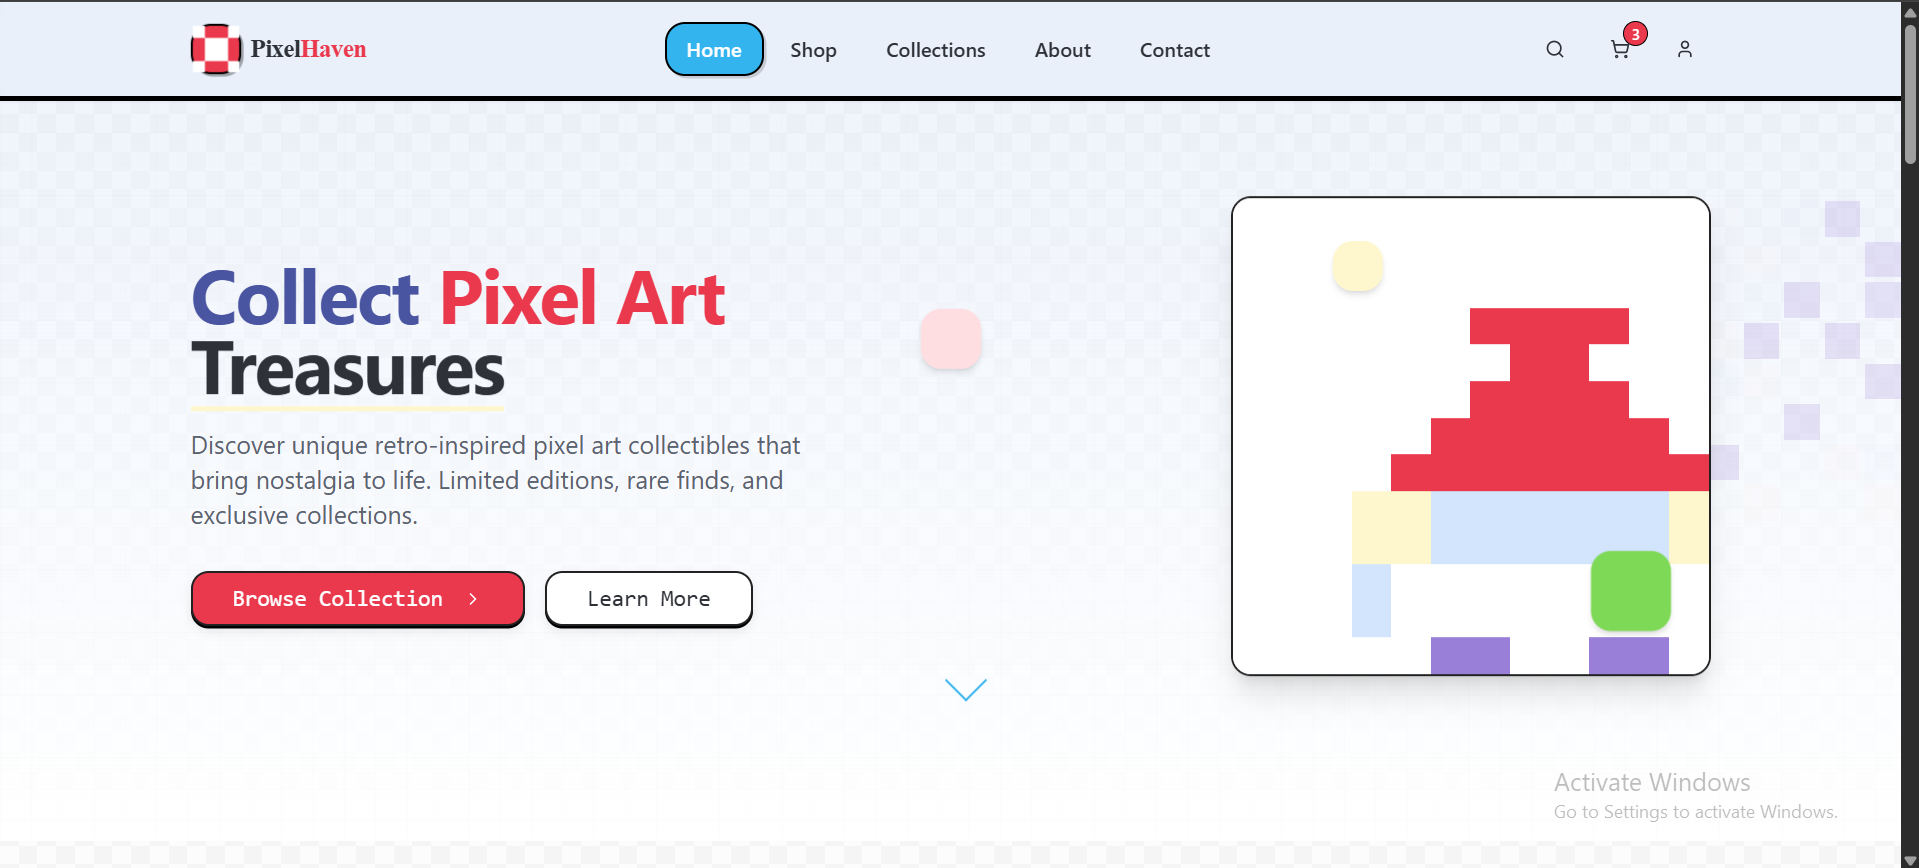 PixelHaven
Home
Shop
Collections
About
Contact
3
Collect Pixel Art
Treasures
Discover unique retro-inspired pixel art collectibles that
bring nostalgia to life. Limited editions, rare finds, and
exclusive collections.
Browse Collection
Learn More
Activate Windows
Go to Settings to activate Windows.